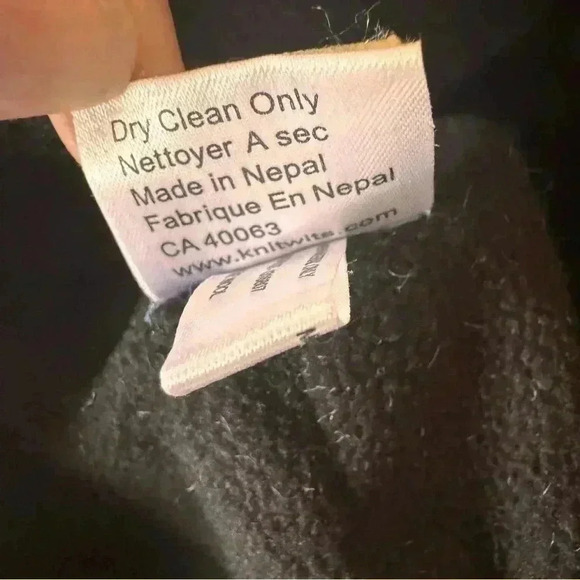 Dry Clean Only
Nettoyer A sec
Made in Nepal
Fabrique En Nepal
CA 40063
www.knitwits.com